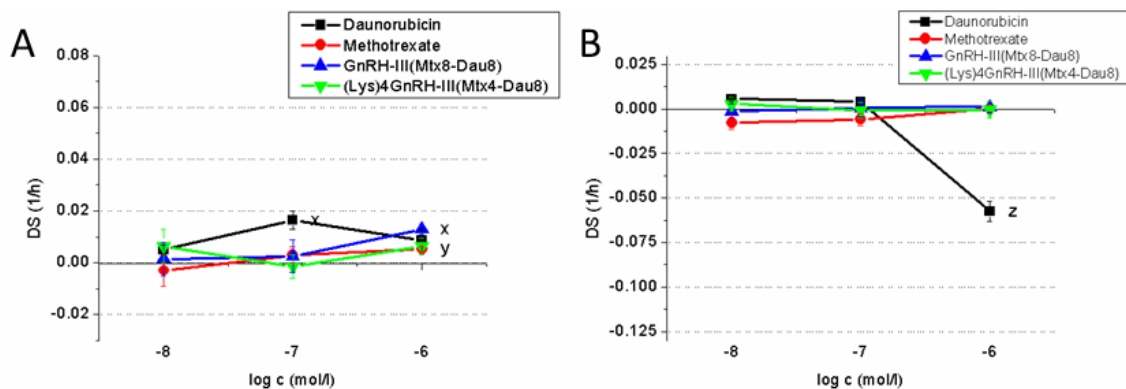 A
Daunorubicin
Methotrexate
GnRH-III(Mtx8-Dau8)
(Lys)4GnRH-III(Mtx4-Dau8)
0.08
0.06
0.04
0.02
0.00
-0.02
DS (1/h)
x
x
y
-8
-7
-6
log c (mol/l)
B
Daunorubicin
Methotrexate
GnRH-III(Mtx8-Dau8)
(Lys)4GnRH-III(Mtx4-Dau8)
0.025
0.000
-0.025
-0.050
-0.075
-0.100
-0.125
DS (1/h)
z
-8
-7
-6
log c (mol/l)